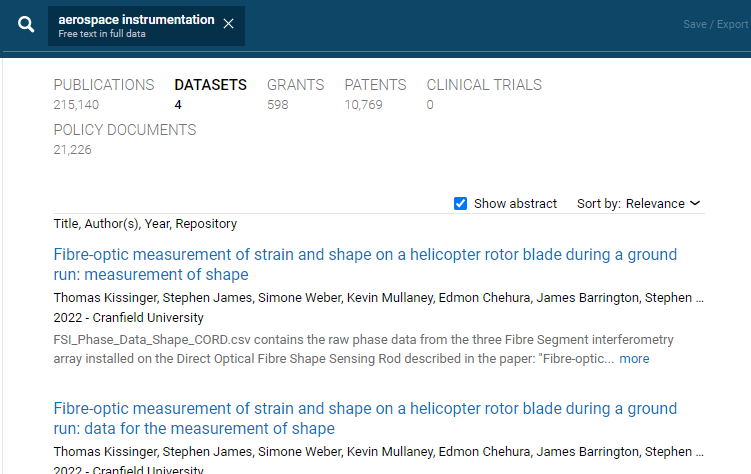 aerospace instrumentation
Free text in full data
Save / Export
PUBLICATIONS DATASETS GRANTS PATENTS CLINICAL TRIALS
215,140 4 598 10,769 0
POLICY DOCUMENTS
21,226
Show abstract Sort by: Relevance
Title, Author(s), Year, Repository
Fibre-optic measurement of strain and shape on a helicopter rotor blade during a ground
run: measurement of shape
Thomas Kissinger, Stephen James, Simone Weber, Kevin Mullaney, Edmon Chehura, James Barrington, Stephen ...
2022 - Cranfield University
FSI_Phase_Data_Shape_CORD.csv contains the raw phase data from the three Fibre Segment interferometry
array installed on the Direct Optical Fibre Shape Sensing Rod described in the paper: "Fibre-optic... more
Fibre-optic measurement of strain and shape on a helicopter rotor blade during a ground
run: data for the measurement of shape
Thomas Kissinger, Stephen James, Simone Weber, Kevin Mullaney, Edmon Chehura, James Barrington, Stephen ...
2022 - Cranfield University